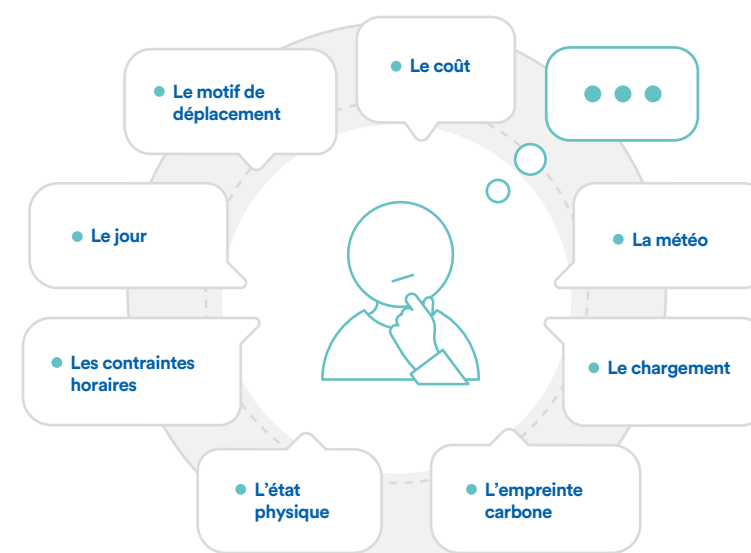 Le coût
Le motif de
déplacement
Le jour
La météo
Les contraintes
horaires
Le chargement
L'état
physique
L'empreinte
carbone